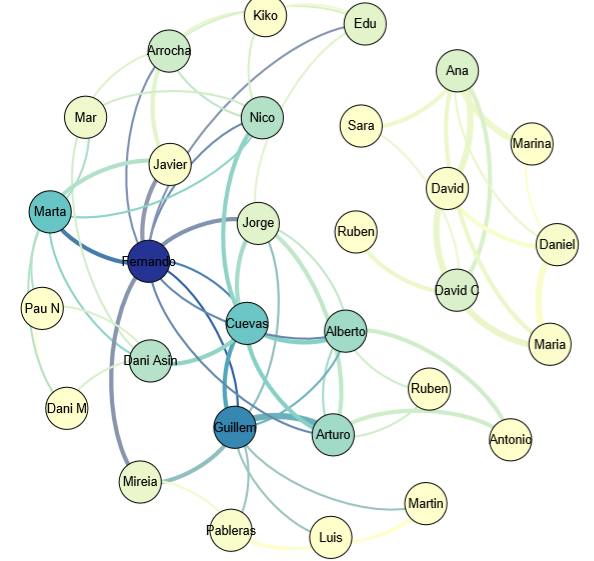 Kiko
Edu
Arrocha
Ana
Mar
Nico
Sara
Marina
Javier
David
Marta
Jorge
Ruben
Daniel
Fernando
David C
Pau N
Cuevas
Alberto
Maria
Dani Asin
Ruben
Dani M
Guillem
Arturo
Antonio
Mireia
Martin
Pableras
Luis